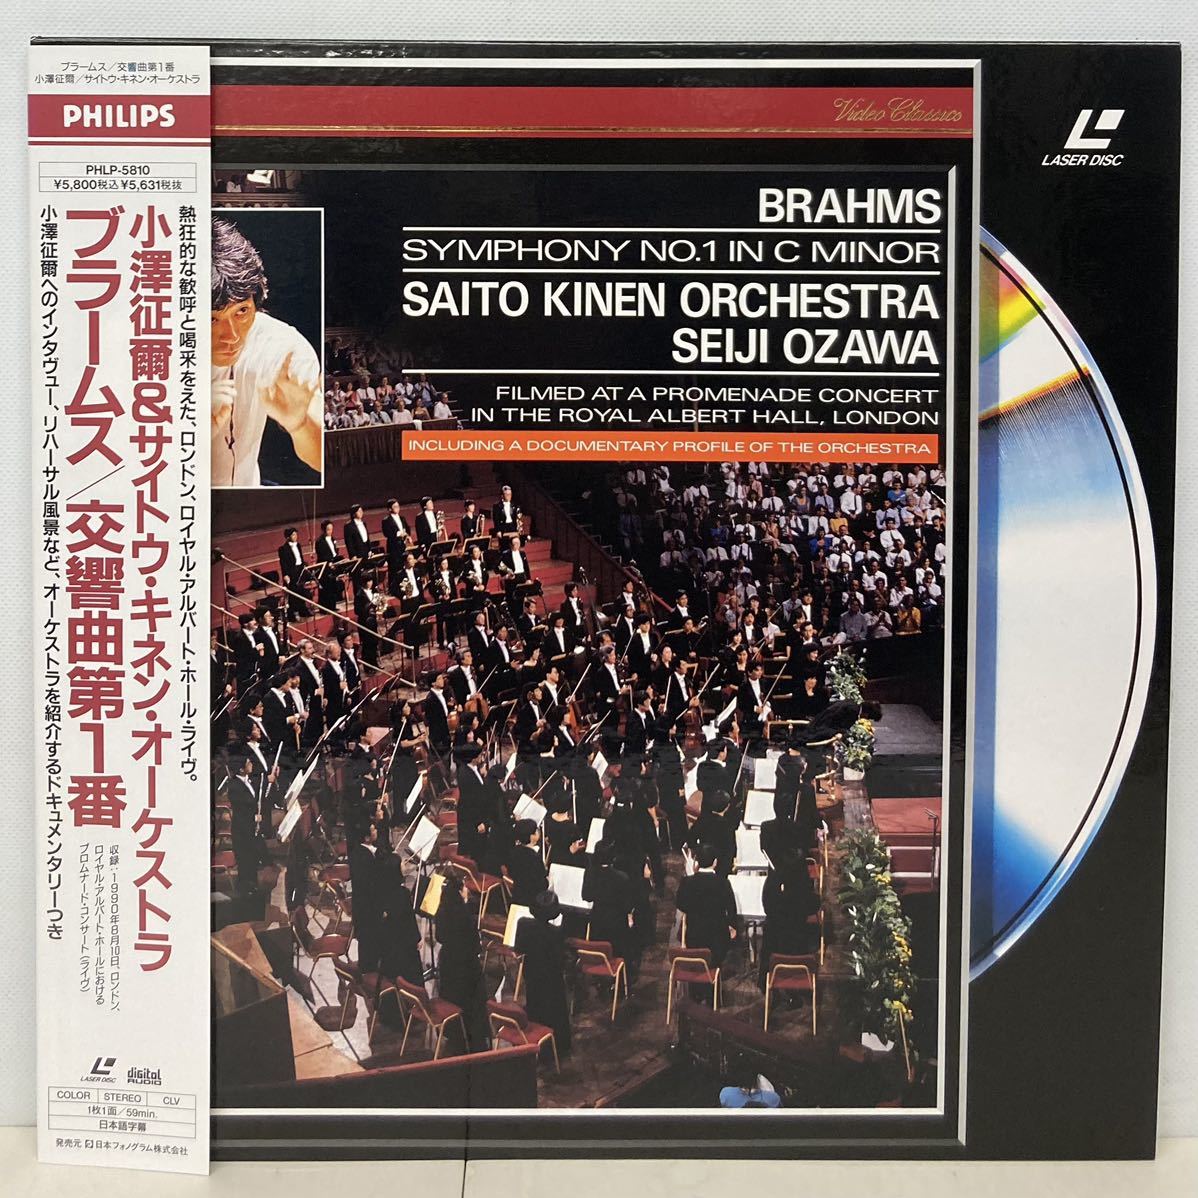 ブラームス／交響曲第1番
小澤征爾／サイトウ・キネン・オーケストラ
PHILIPS
PHLP-5810
¥5,800税込¥5,631税抜
熱狂的な歓呼と喝采をえた、ロンドン、ロイヤル・アルバート・ホール・ライヴ。
小澤征爾&サイトウ・キネン・オーケストラ
ブラームス／交響曲第1番
小澤征爾へのインタヴュー、リハーサル風景など、オーケストラを紹介するドキュメンタリーつき
収録：1990年8月10日、ロンドン、
ロイヤル・アルバート・ホールにおける
プロムナード・コンサート（ライヴ）
LASER DISC
digital AUDIO
COLOR STEREO CLV
1枚1面／59min.
日本語字幕
発売元 日本フォノグラム株式会社
Video Classics
LASER DISC
BRAHMS
SYMPHONY NO.1 IN C MINOR
SAITO KINEN ORCHESTRA
SEIJI OZAWA
FILMED AT A PROMENADE CONCERT
IN THE ROYAL ALBERT HALL, LONDON
INCLUDING A DOCUMENTARY PROFILE OF THE ORCHESTRA